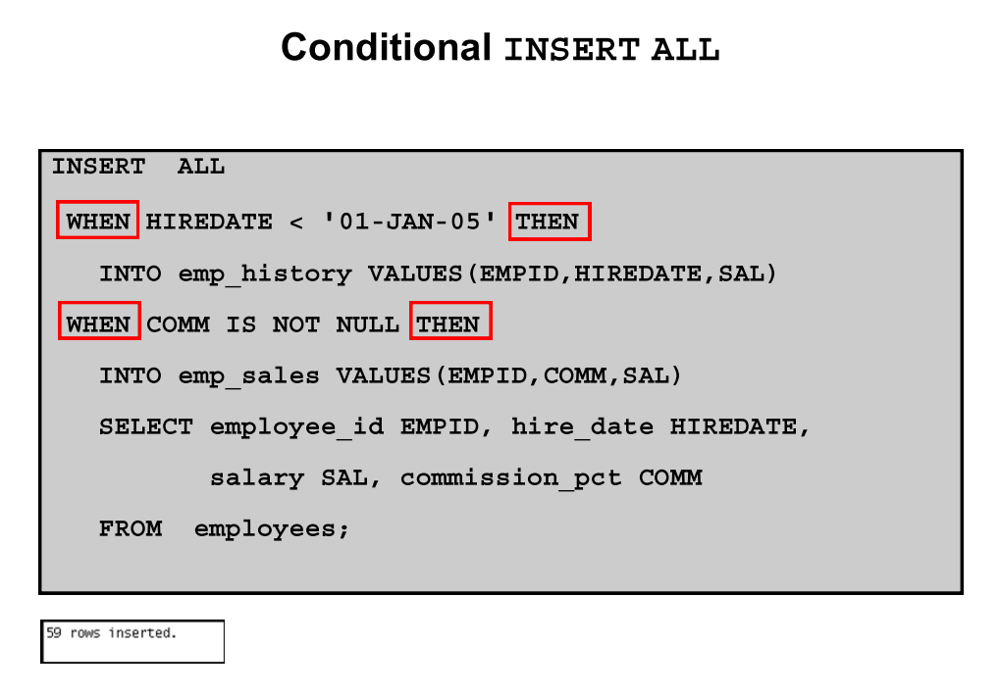 Conditional INSERT ALL
INSERT ALL
WHEN HIREDATE < '01-JAN-05' THEN
INTO emp_history VALUES(EMPID,HIREDATE,SAL)
WHEN COMM IS NOT NULL THEN
INTO emp_sales VALUES(EMPID,COMM,SAL)
SELECT employee_id EMPID, hire_date HIREDATE,
salary SAL, commission_pct COMM
FROM employees;
59 rows inserted.